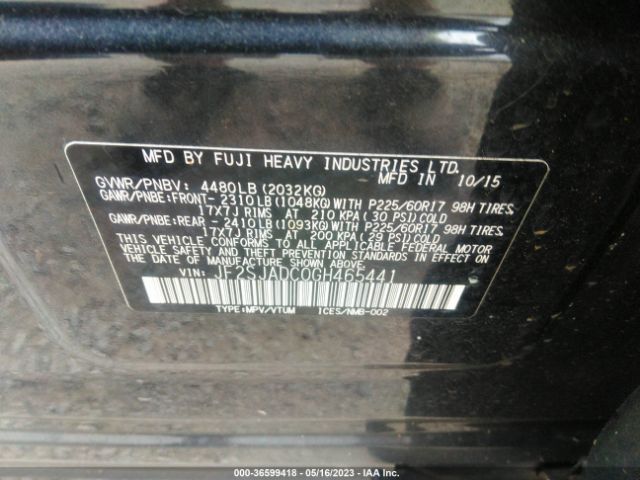 MFD BY FUJI HEAVY INDUSTRIES LTD.
MFD IN 10/15
GVWR/PNBV: 4480LB(2032KG)
GAWR/PNBE:FRONT- 2310LB(1048KG)WITH P225/60R17 98H TIRES,
17X7J RIMS AT 210 KPA(30 PSI)COLD
GAWR/PNBE:REAR - 2410LB(1093KG)WITH P225/60R17 98H TIRES,
17X7J RIMS AT 200 KPA(29 PSI)COLD
THIS VEHICLE CONFORMS TO ALL APPLICABLE FEDERAL MOTOR
VEHICLE SAFETY AND THEFT PREVENTION STANDARDS IN EFFECT ON
THE DATE OF MANUFACTURE SHOWN ABOVE.
VIN: JF2SJADC0GH465441
TYPE:MPV/VTUM ICES/NMB-002
000-36599418 - 05/16/2023 - IAA Inc.